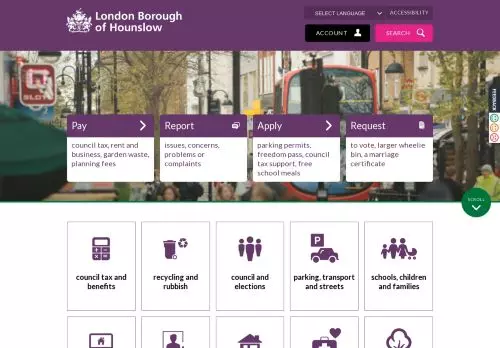 London Borough
of Hounslow
SELECT LANGUAGE
ACCESSIBILITY
ACCOUNT
SEARCH
FEEDBACK
SLOTS
Pay
council tax, rent and
business, garden waste,
planning fees
Report
issues, concerns,
problems or
complaints
Apply
parking permits,
freedom pass, council
tax support, free
school meals
Request
to vote, larger wheelie
bin, a marriage
certificate
SCROLL
council tax and
benefits
recycling and
rubbish
council and
elections
P
parking, transport
and streets
schools, children
and families